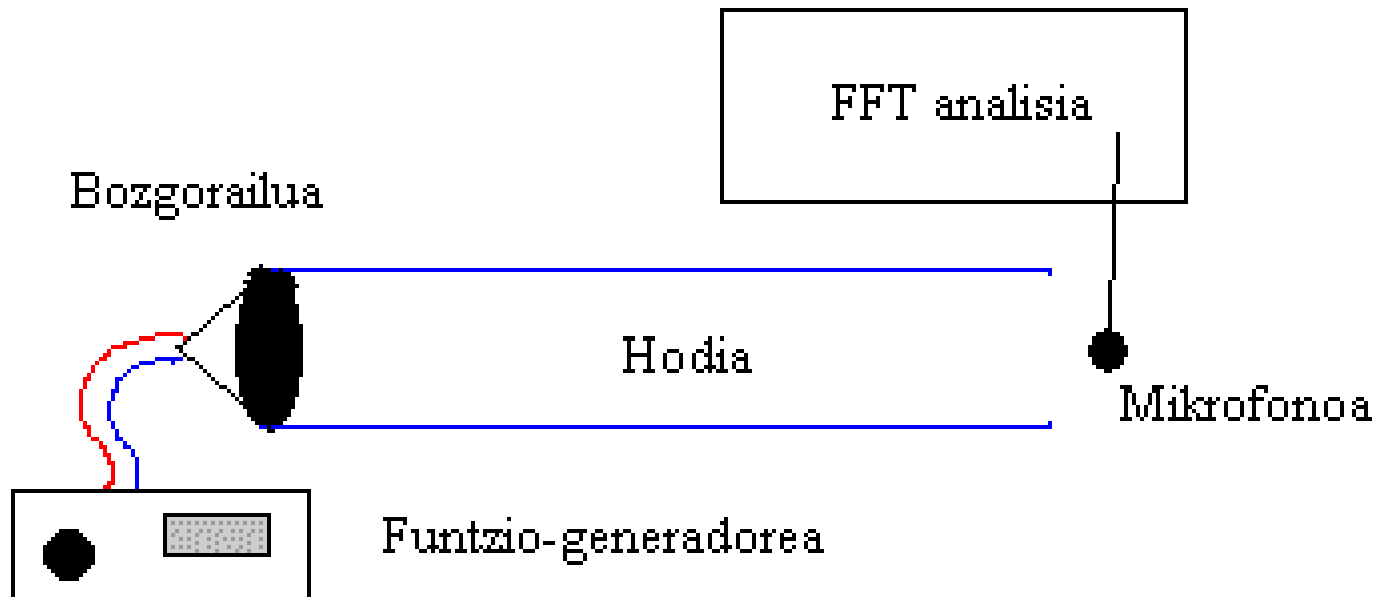 FFT analisia
Bozgorailua
Hodia
Mikrofonoa
Funtzio-generadorea